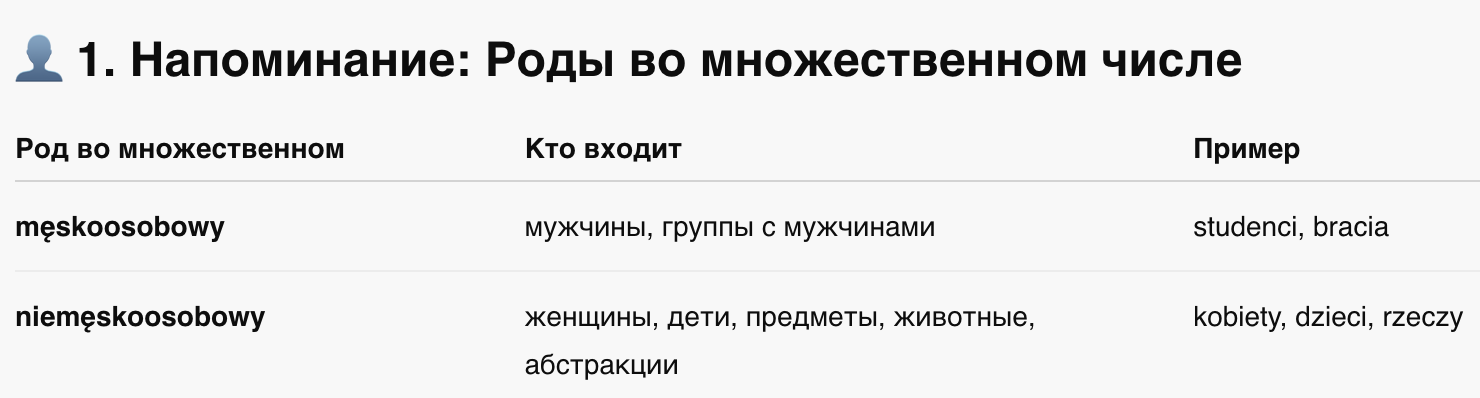 1. Напоминание: Роды во множественном числе
Род во множественном Кто входит Пример
męskoosobowy мужчины, группы с мужчинами studenci, bracia
niemęskoosobowy женщины, дети, предметы, животные, kobiety, dzieci, rzeczy
абстракции